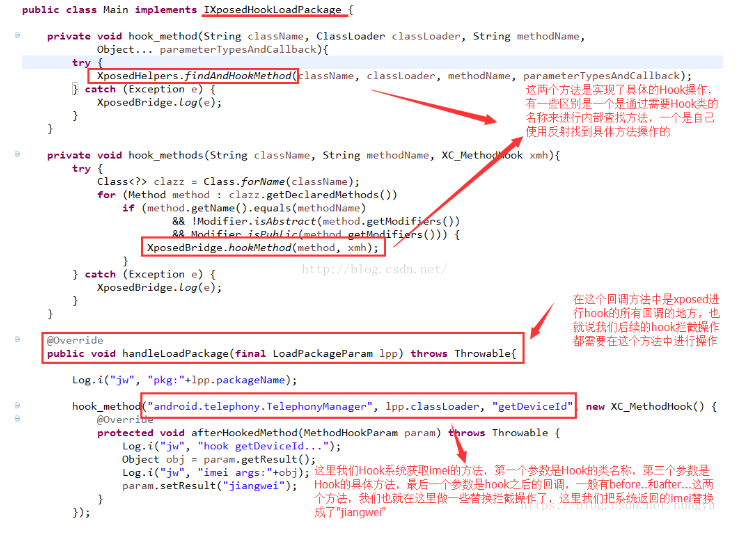 public class Main implements IXposedHookLoadPackage {
private void hook_method(String className, ClassLoader classLoader, String methodName,
Object... parameterTypesAndCallback){
try {
XposedHelpers.findAndHookMethod(className, classLoader, methodName, parameterTypesAndCallback);
} catch (Exception e) {
XposedBridge.log(e);
}
}
这两个方法是实现了具体的Hook操作,
有一些区别是一个是通过需要Hook类的
名称来进行内部查找方法,一个是自己
使用反射找到具体方法操作的
private void hook_methods(String className, String methodName, XC_MethodHook xmh){
try {
Class<?> clazz = Class.forName(className);
for (Method method : clazz.getDeclaredMethods())
if (method.getName().equals(methodName)
&& !Modifier.isAbstract(method.getModifiers())
&& Modifier.isPublic(method.getModifiers())) {
XposedBridge.hookMethod(method, xmh);
}
} catch (Exception e) {
XposedBridge.log(e);
}
}
http://blog.csdn.net/
在这个回调方法中是xposed进
行hook的所有回调的地方，也
就说我们后续的hook拦截操作
都需要在这个方法中进行操作
@Override
public void handleLoadPackage(final LoadPackageParam lpp) throws Throwable{
Log.i("jw", "pkg:"+lpp.packageName);
hook_method("android.telephony.TelephonyManager", lpp.classLoader, "getDeviceId", new XC_MethodHook() {
@Override
protected void afterHookedMethod(MethodHookParam param) throws Throwable {
Log.i("jw", "hook getDeviceId...");
Object obj = param.getResult();
Log.i("jw", "imei args:"+obj);
param.setResult("jiangwei");
}
});
这里我们Hook系统获取imei的方法，第一个参数是Hook的类名称，第三个参数是
Hook的具体方法，最后一个参数是hook之后的回调，一般有before..和after...这两
个方法，我们也就在这里做一些替换拦截操作了，这里我们把系统返回的imei替换
成了"jiangwei"